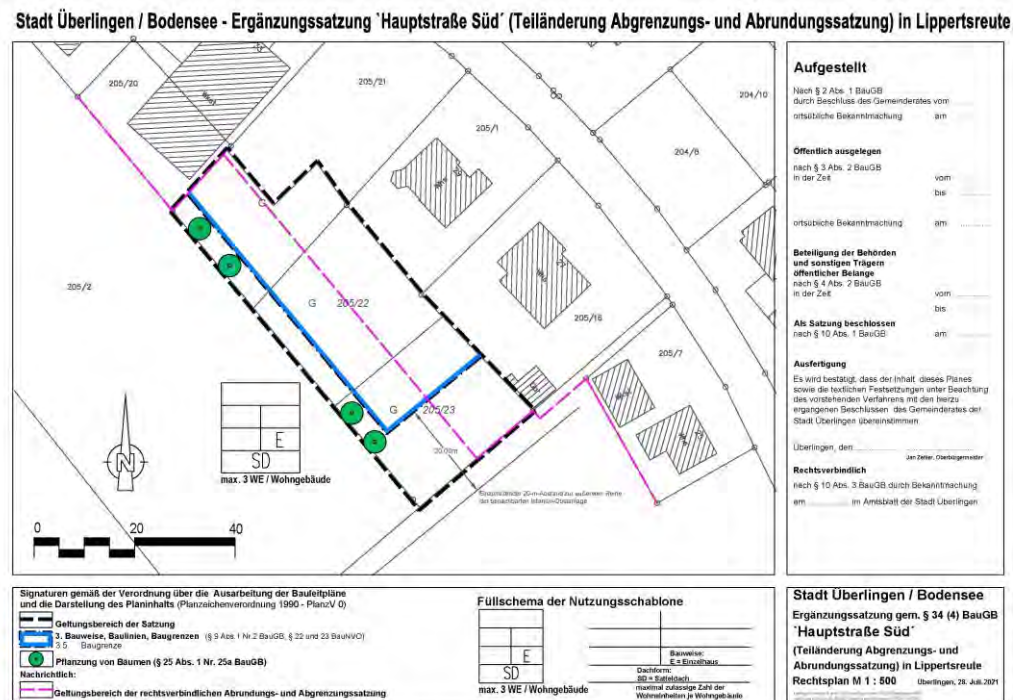 Stadt Überlingen / Bodensee - Ergänzungssatzung `Hauptstraße Süd´ (Teiländerung Abgrenzungs- und Abrundungssatzung) in Lippertsreute
205/20
205/21
204/10
205/1
204/8
205/2
G
G 205/22
205/16
205/7
G 205/23
20.00m
E
SD
max. 3 WE / Wohngebäude
N
0 20 40
Aufgestellt
Nach § 2 Abs. 1 BauGB
durch Beschluss des Gemeinderates vom
ortsübliche Bekanntmachung am
Öffentlich ausgelegen
nach § 3 Abs. 2 BauGB
in der Zeit vom
bis
ortsübliche Bekanntmachung am
Beteiligung der Behörden
und sonstigen Trägern
öffentlicher Belange
nach § 4 Abs. 2 BauGB
in der Zeit vom
bis
Als Satzung beschlossen
nach § 10 Abs. 1 BauGB am
Ausfertigung
Es wird bestätigt, dass der Inhalt dieses Planes
sowie die textlichen Festsetzungen unter Beachtung
des vorstehenden Verfahrens mit den hierzu
ergangenen Beschlüssen des Gemeinderates der
Stadt Überlingen übereinstimmen.
Überlingen, den
Jan Zeitler, Oberbürgermeister
Rechtsverbindlich
nach § 10 Abs. 3 BauGB durch Bekanntmachung
am im Amtsblatt der Stadt Überlingen
Signaturen gemäß der Verordnung über die Ausarbeitung der Bauleitpläne
und die Darstellung des Planinhalts (Planzeichenverordnung 1990 - PlanzV 0)
Geltungsbereich der Satzung
3. Bauweise, Baulinien, Baugrenzen (§ 9 Abs. 1 Nr.2 BauGB, § 22 und 23 BauNVO)
3.5 Baugrenze
Pflanzung von Bäumen (§ 25 Abs. 1 Nr. 25a BauGB)
Nachrichtlich:
Geltungsbereich der rechtsverbindlichen Abrundungs- und Abgrenzungssatzung
Füllschema der Nutzungsschablone
E
SD
max. 3 WE / Wohngebäude
Bauweise:
E = Einzelhaus
Dachform:
SD = Satteldach
maximal zulässige Zahl der
Wohneinheiten je Wohngebäude
Stadt Überlingen / Bodensee
Ergänzungssatzung gem. § 34 (4) BauGB
`Hauptstraße Süd´
(Teiländerung Abgrenzungs- und
Abrundungssatzung) in Lippertsreute
Rechtsplan M 1 : 500 Überlingen, 28. Juli.2021